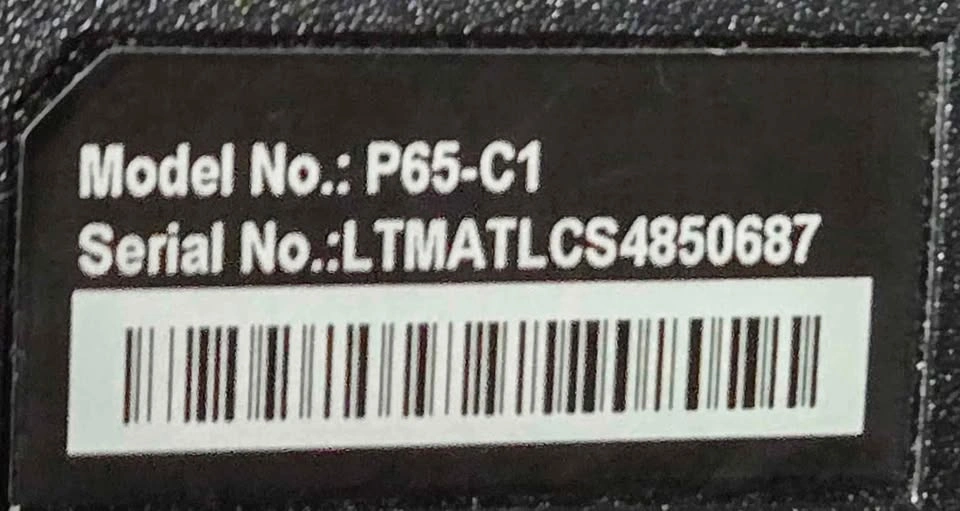 Model No.: P65-C1
Serial No.:LTMATLCS4850687